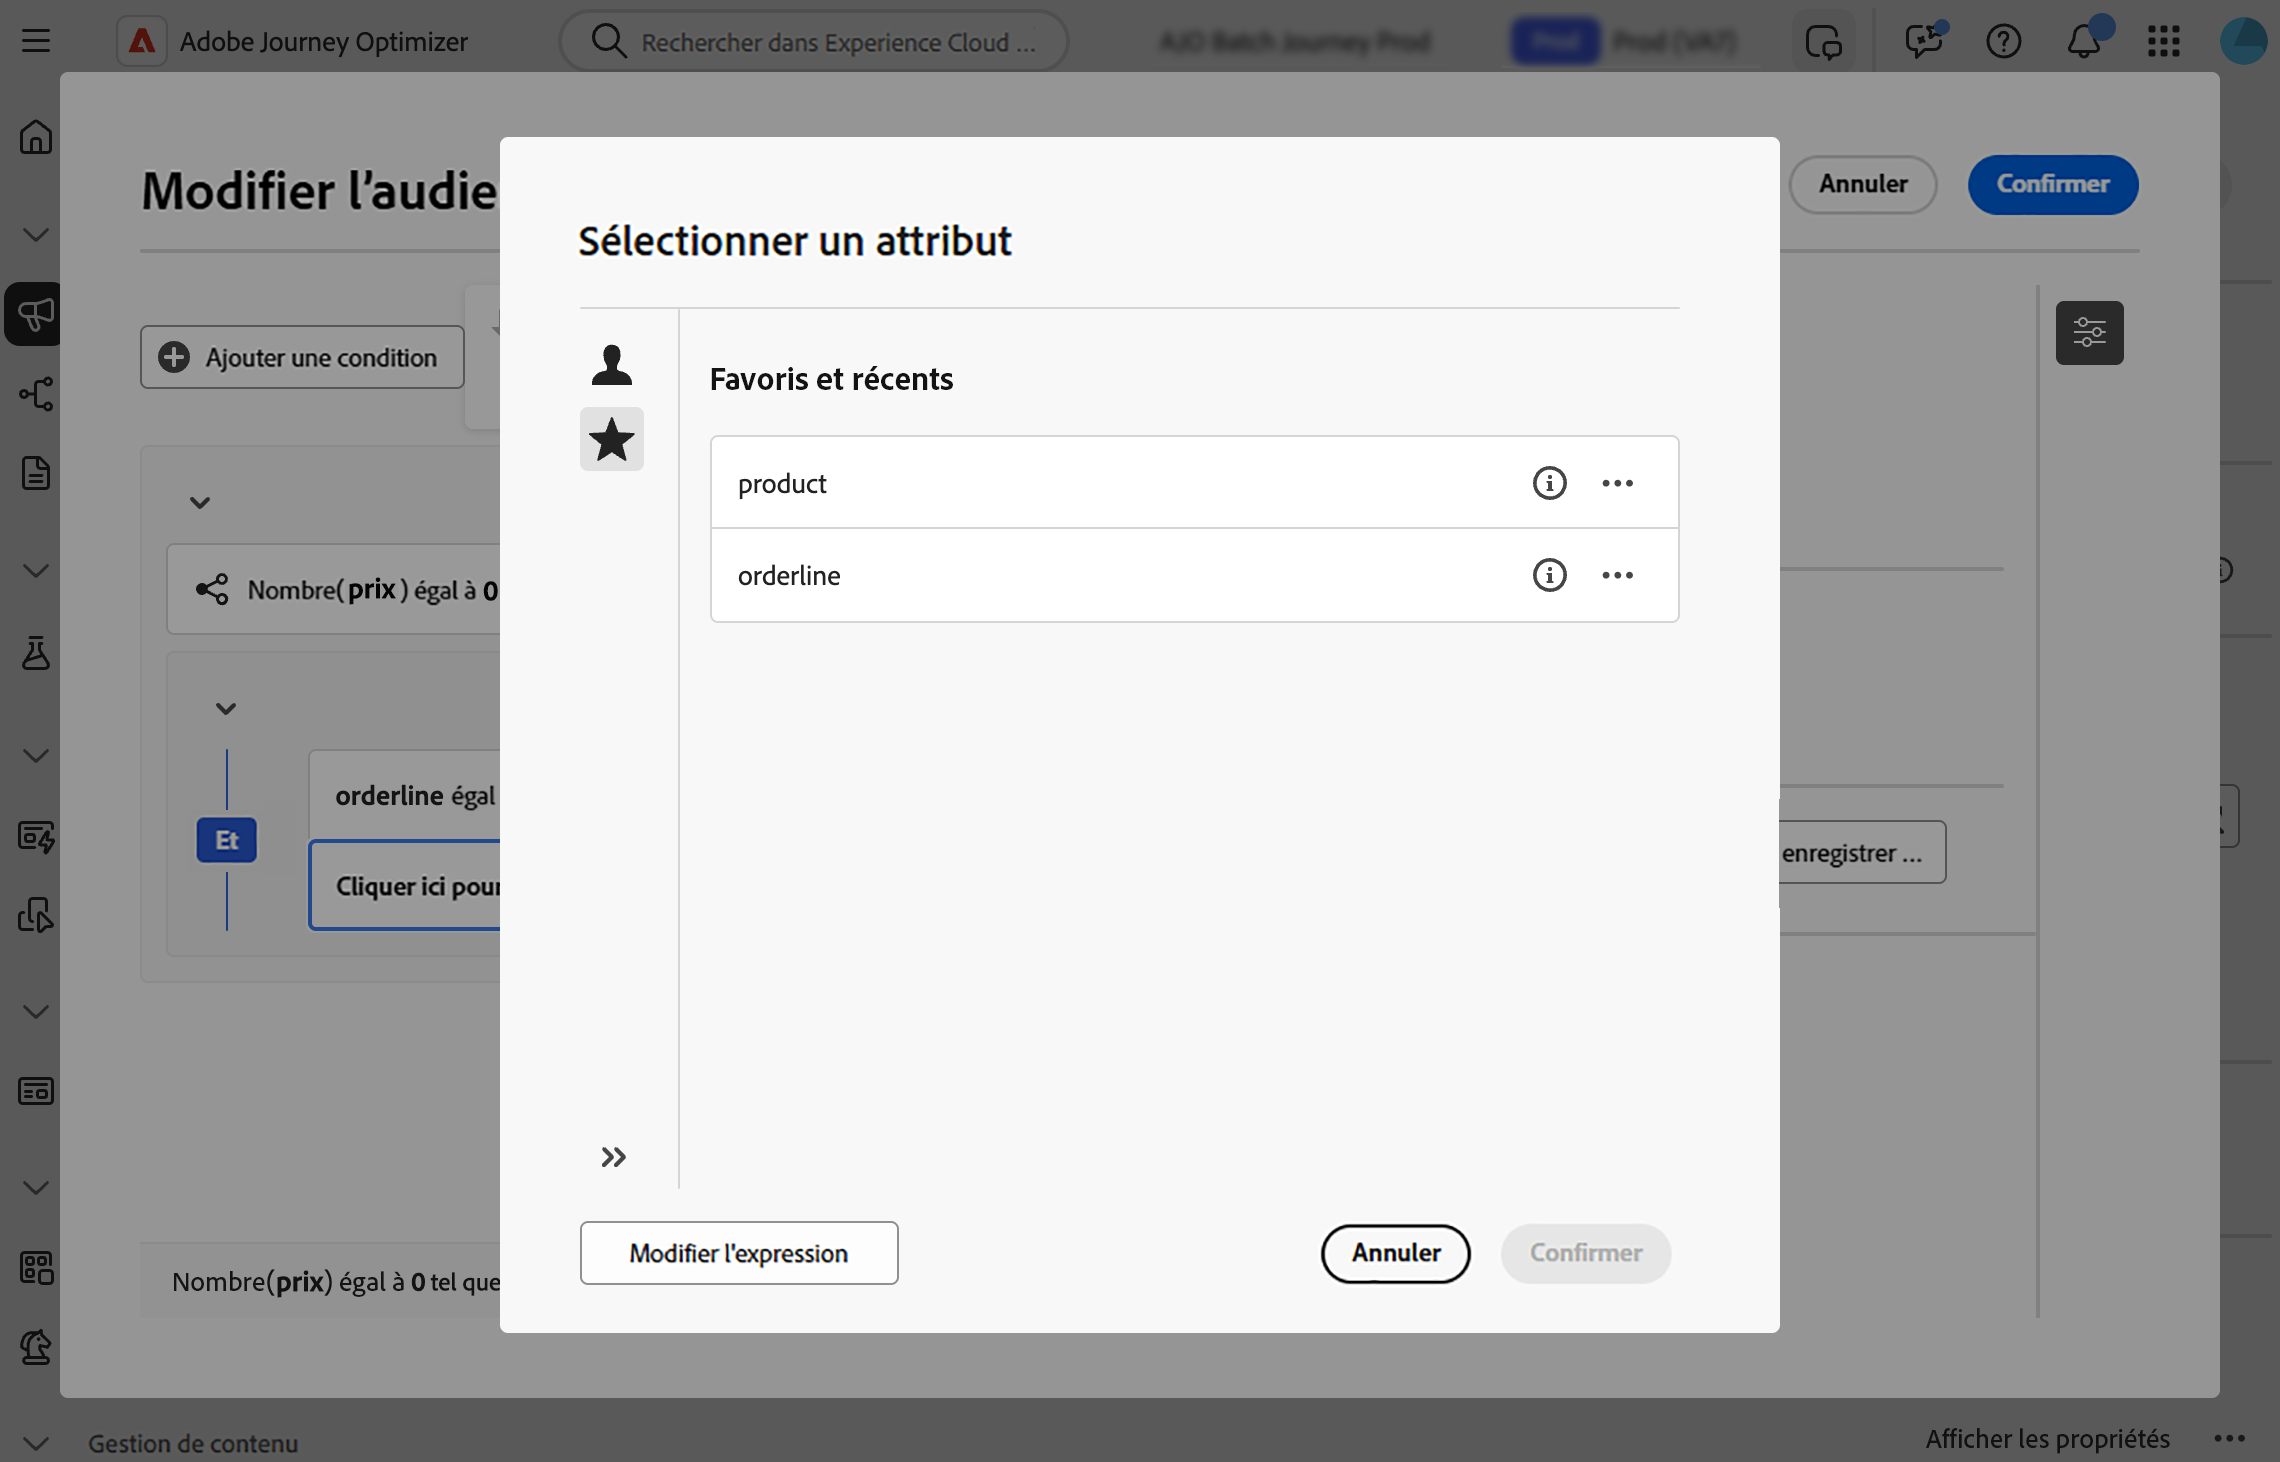 Adobe Journey Optimizer
Rechercher dans Experience Cloud ...
Modifier l'audie
Annuler
Confirmer
Sélectionner un attribut
Ajouter une condition
Favoris et récents
product
orderline
Nombre( prix ) égal à 0
orderline égal
Et
Cliquer ici pour
enregistrer ...
Modifier l'expression
Annuler
Confirmer
Nombre(prix) égal à 0 tel que
Gestion de contenu
Afficher les propriétés